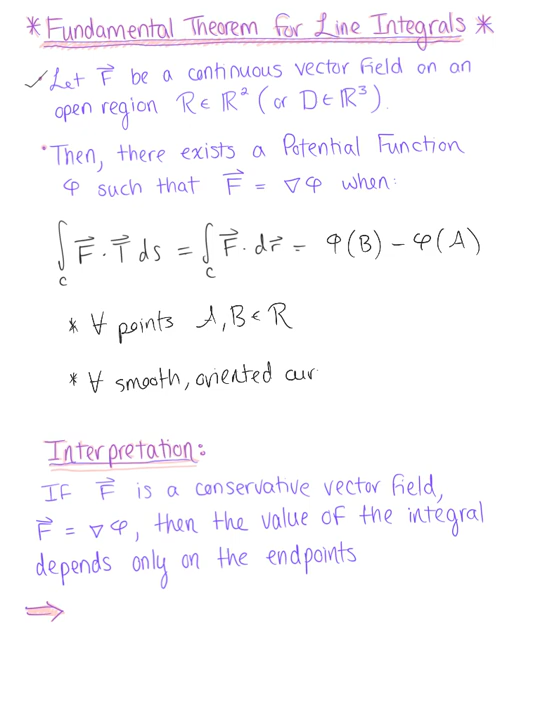 * Fundamental Theorem for Line Integrals *
Let F⃗ be a continuous vector field on an
open region R ∈ ℝ² (or D ∈ ℝ³).
• Then, there exists a Potential Function
φ such that F⃗ = ∇φ when:
∫_C F⃗ · T⃗ ds = ∫_C F⃗ · dr⃗ = φ(B) − φ(A)
* ∀ points A, B ∈ R
* ∀ smooth, oriented cur
Interpretation:
If F⃗ is a conservative vector field,
F⃗ = ∇φ, then the value of the integral
depends only on the endpoints
⇒